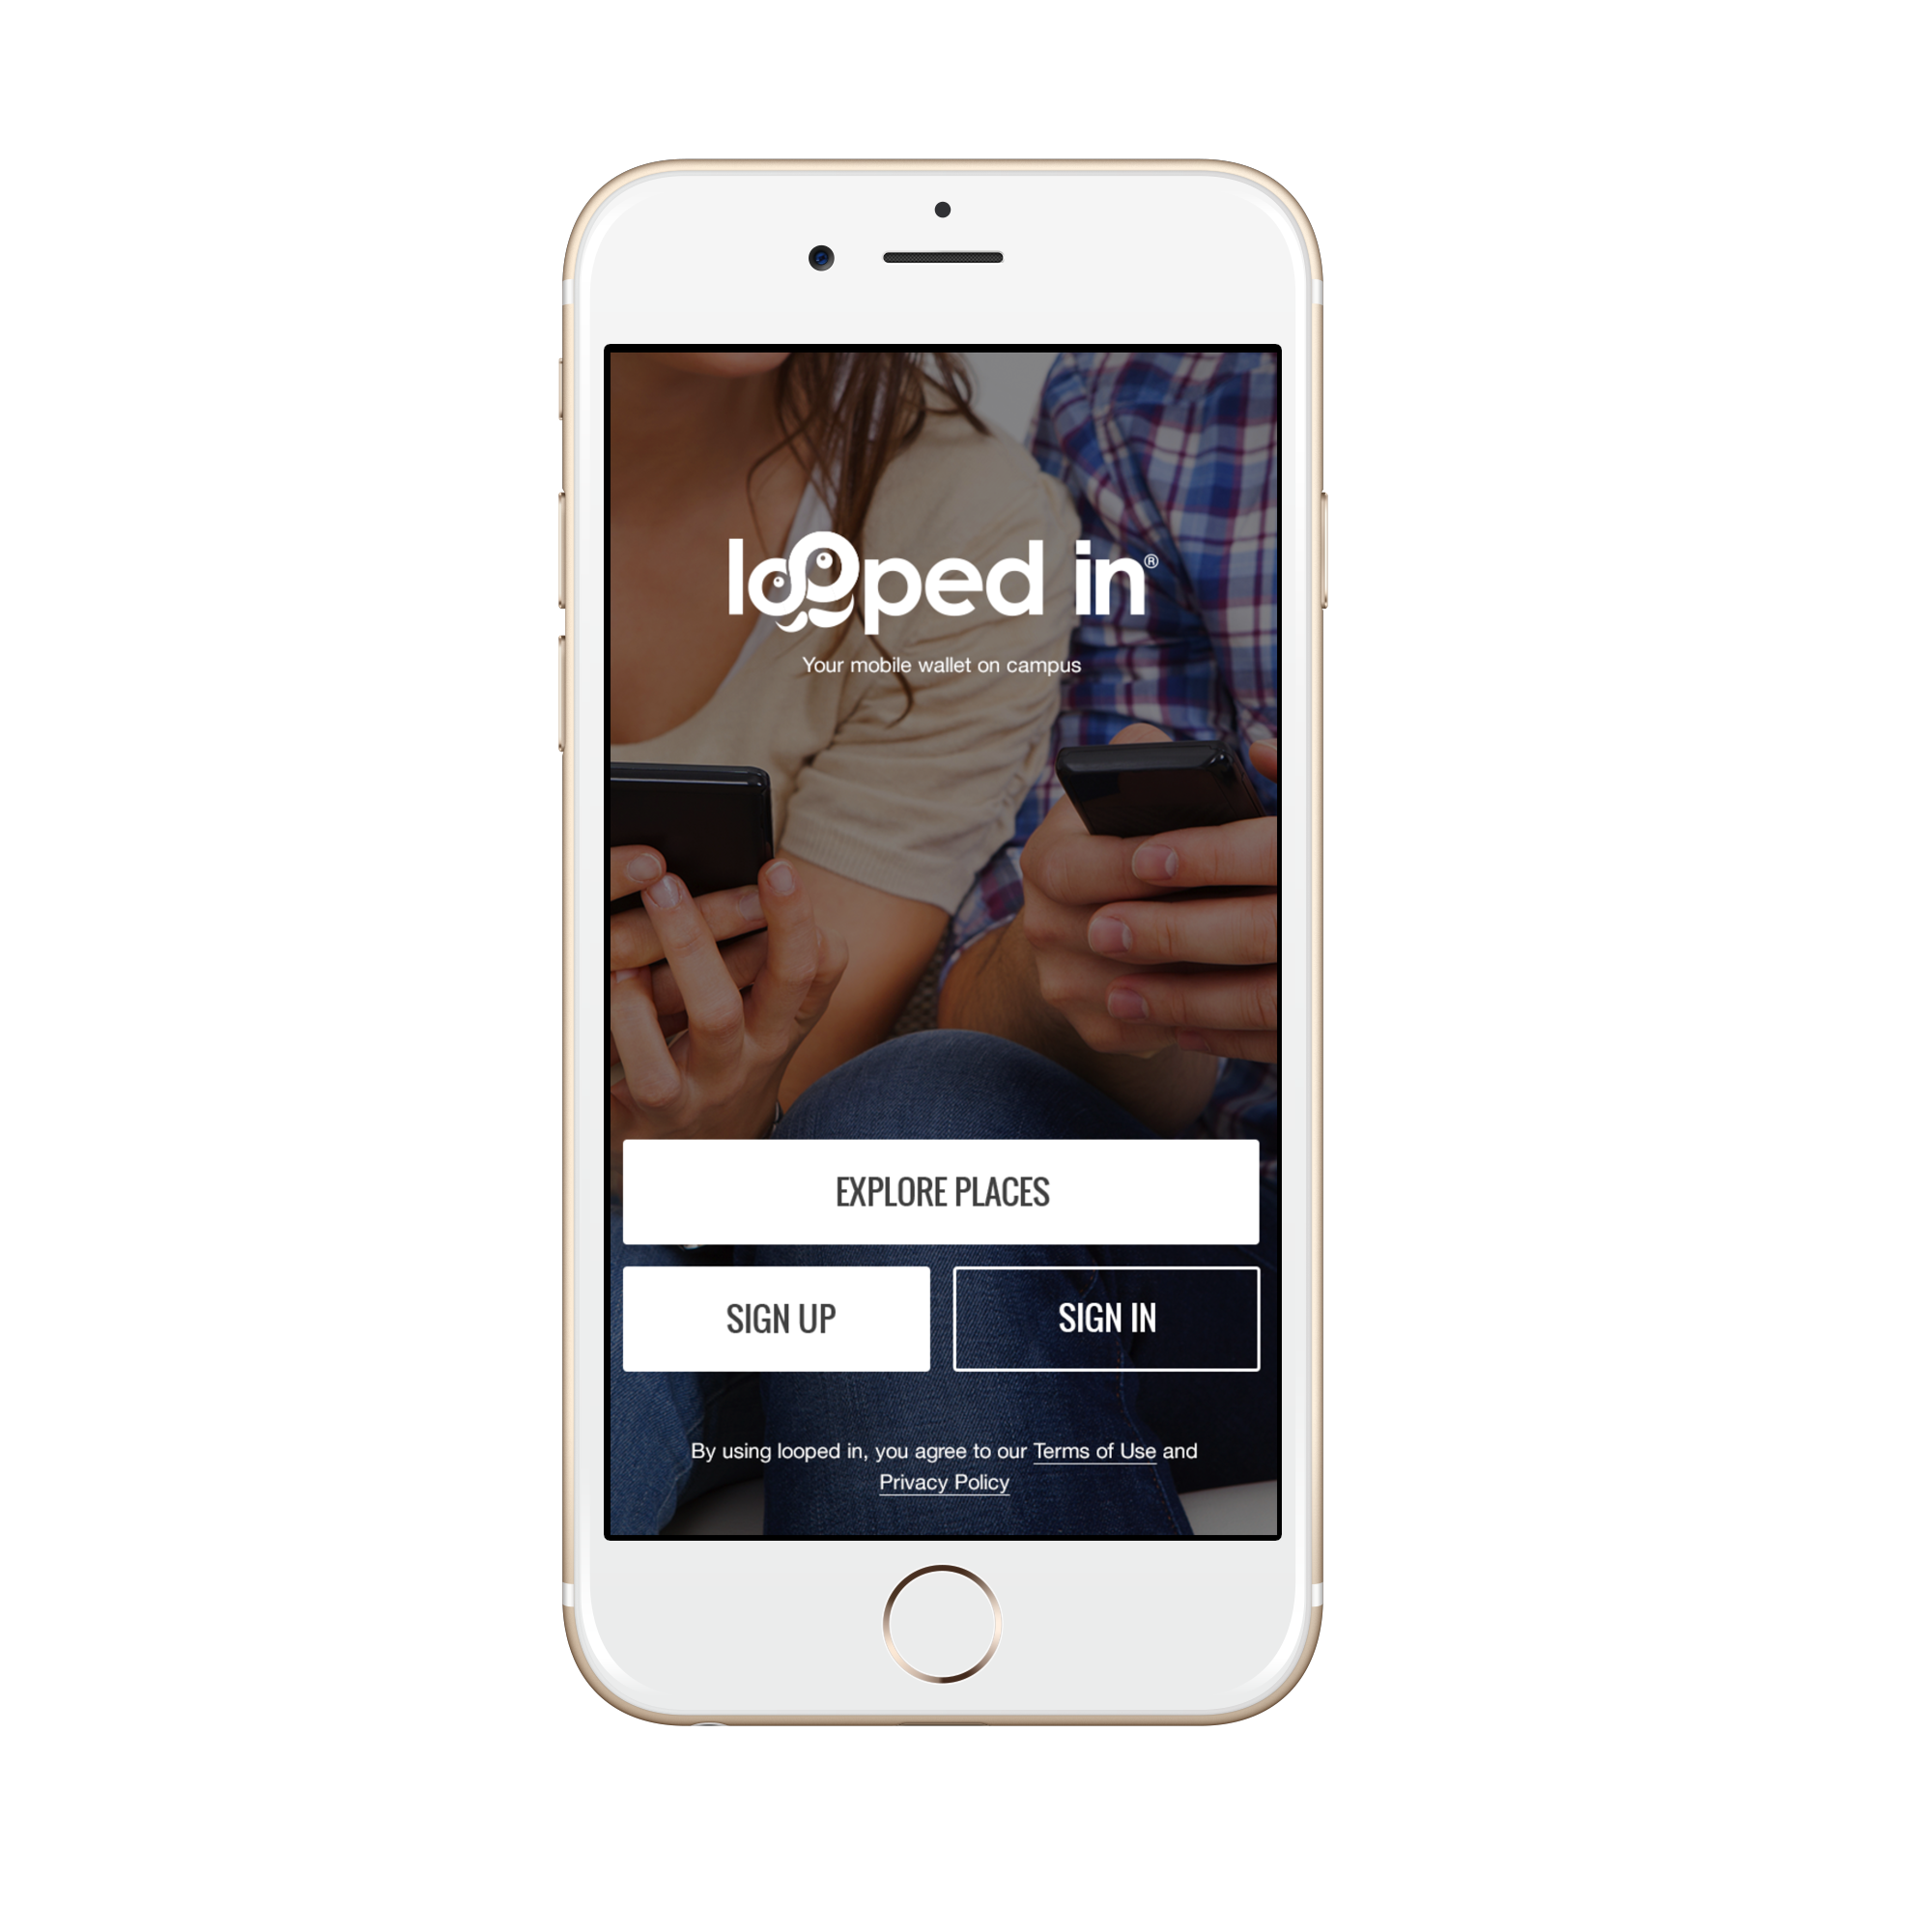 looped in®
Your mobile wallet on campus
EXPLORE PLACES
SIGN UP
SIGN IN
By using looped in, you agree to our Terms of Use and
Privacy Policy